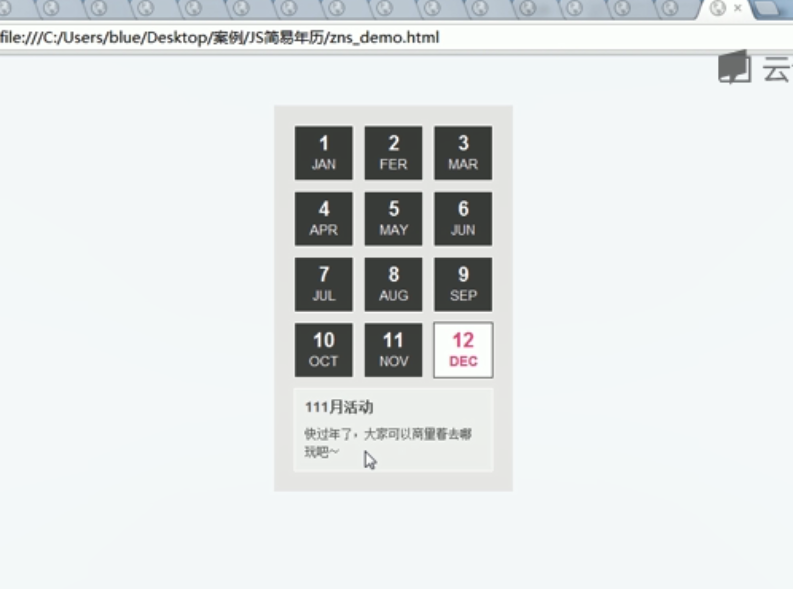 file:///C:/Users/blue/Desktop/案例/JS简易年历/zns_demo.html
云
1 2 3
JAN FER MAR
4 5 6
APR MAY JUN
7 8 9
JUL AUG SEP
10 11 12
OCT NOV DEC
111月活动
快过年了，大家可以商量着去哪
玩吧～